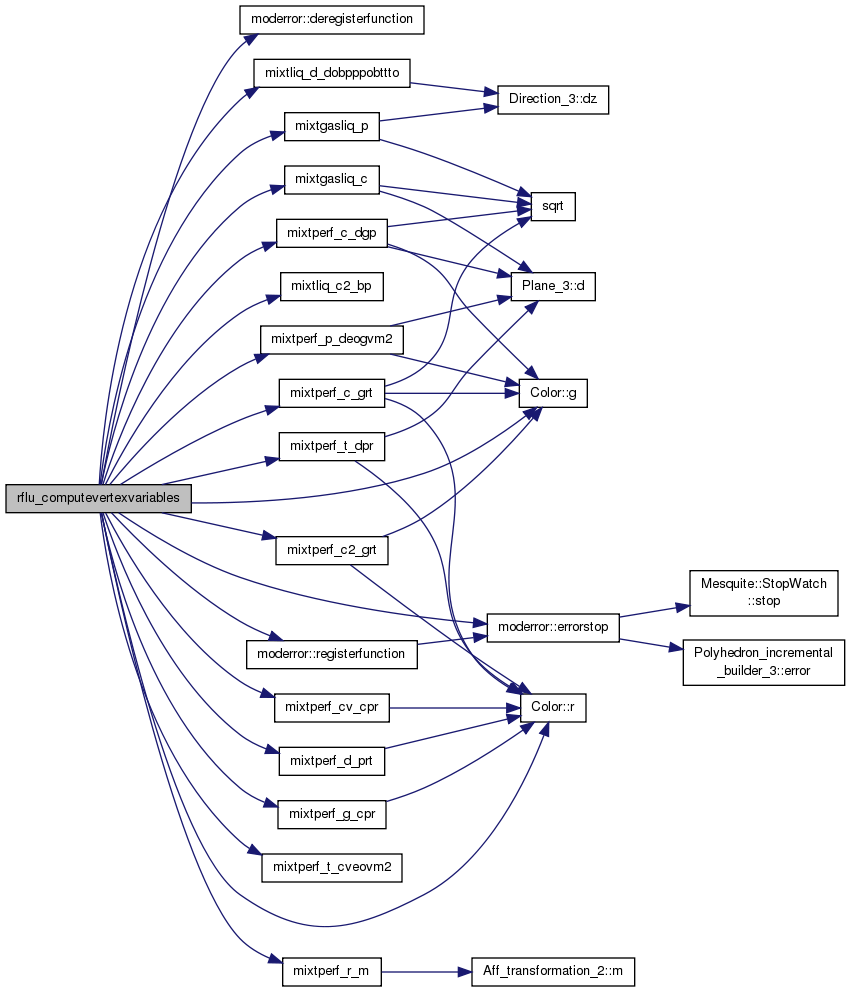 moderror::deregisterfunction
mixtliq_d_dobpppobttto
Direction_3::dz
mixtgasliq_p
mixtgasliq_c
sqrt
mixtperf_c_dgp
mixtliq_c2_bp
Plane_3::d
mixtperf_p_deogvm2
mixtperf_c_grt
Color::g
mixtperf_t_dpr
rflu_computevertexvariables
mixtperf_c2_grt
Mesquite::StopWatch
::stop
moderror::errorstop
moderror::registerfunction
Polyhedron_incremental
_builder_3::error
mixtperf_cv_cpr
Color::r
mixtperf_d_prt
mixtperf_g_cpr
mixtperf_t_cveovm2
mixtperf_r_m
Aff_transformation_2::m